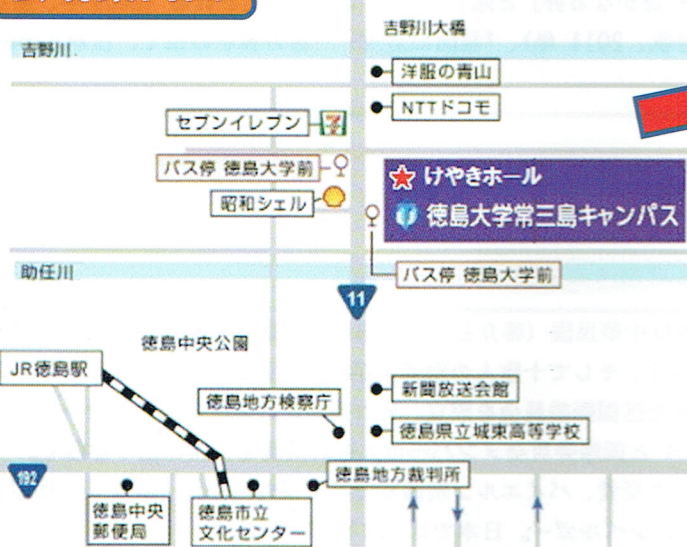 吉野川大橋
吉野川
洋服の青山
NTTドコモ
セブンイレブン
バス停 徳島大学前
けやきホール
昭和シェル
徳島大学常三島キャンパス
バス停 徳島大学前
助任川
11
徳島中央公園
JR徳島駅
新聞放送会館
徳島地方検察庁
徳島県立城東高等学校
徳島地方裁判所
192
徳島中央
郵便局
徳島市立
文化センター